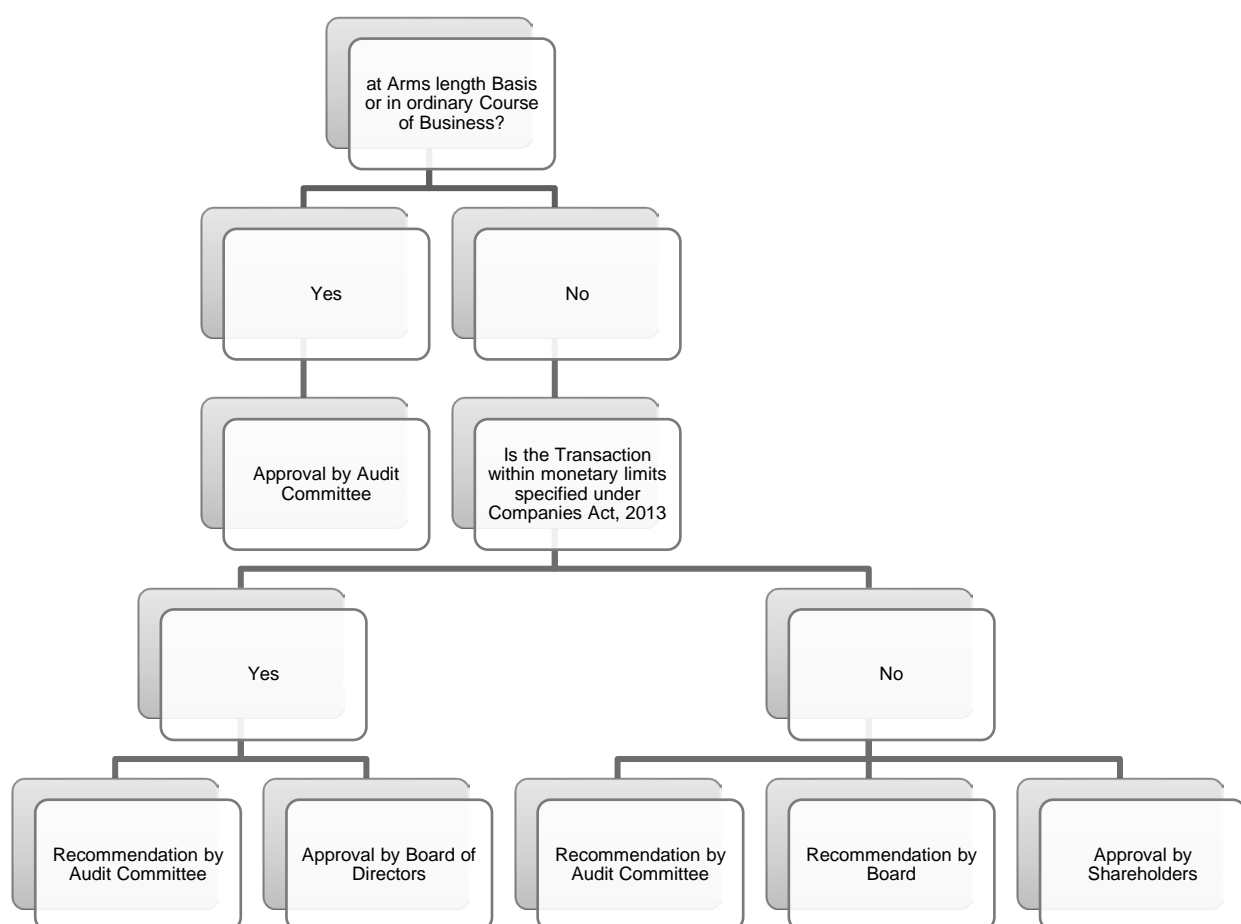 at Arms length Basis
or in ordinary Course
of Business?
Yes
No
Approval by Audit
Committee
Is the Transaction
within monetary limits
specified under
Companies Act, 2013
Yes
No
Recommendation by
Audit Committee
Approval by Board of
Directors
Recommendation by
Audit Committee
Recommendation by
Board
Approval by
Shareholders